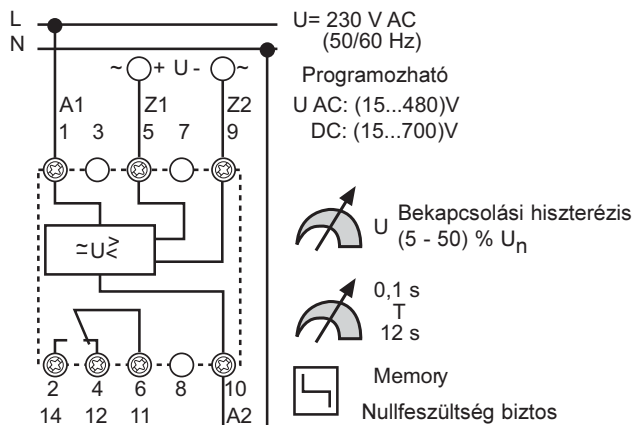 L
N
U= 230 V AC
(50/60 Hz)
~ + U - ~
Programozható
U AC: (15...480)V
DC: (15...700)V
A1 Z1 Z2
1 3 5 7 9
≃U≷
U Bekapcsolási hiszterézis
(5 - 50) % Un
0,1 s
T
12 s
2 4 6 8 10
14 12 11 A2
Memory
Nullfeszültség biztos